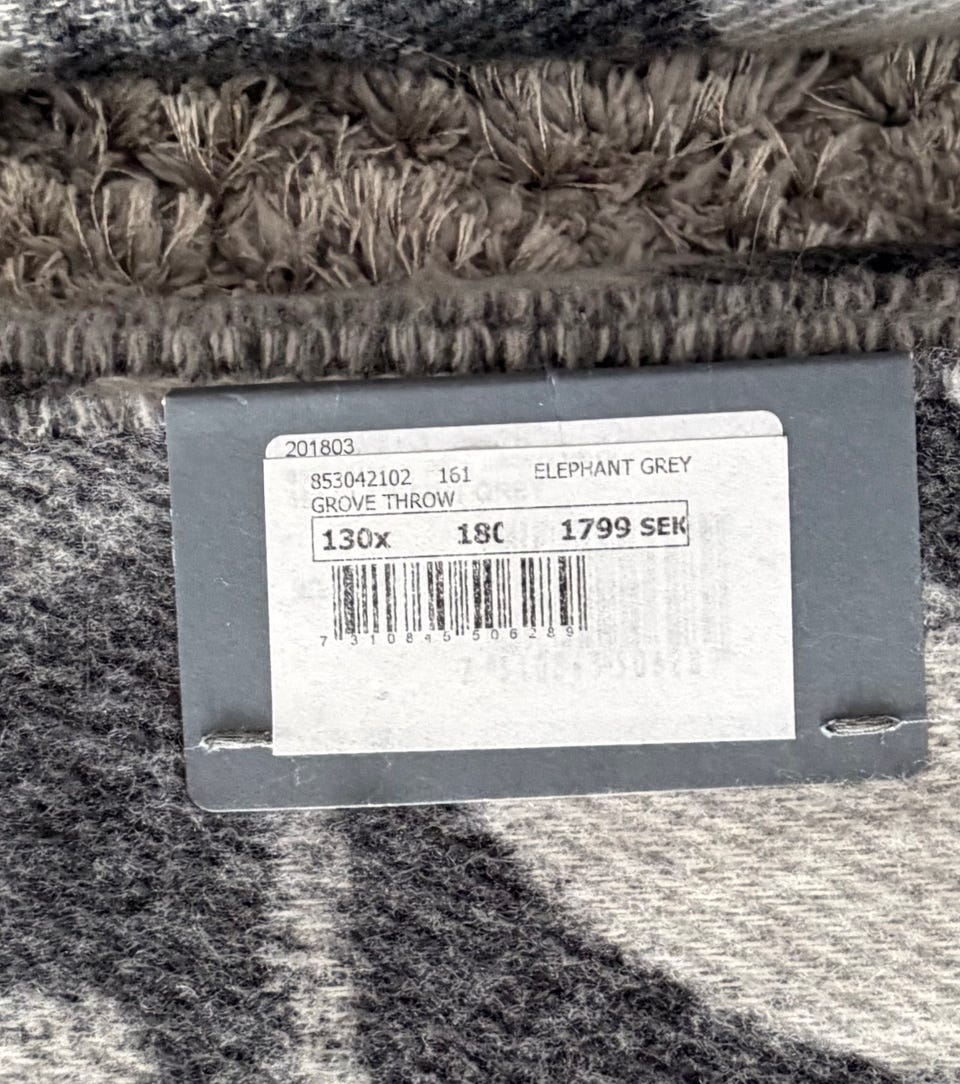 201803
853042102 161 ELEPHANT GREY
GROVE THROW
130x 180 1799 SEK
7 310845 506289